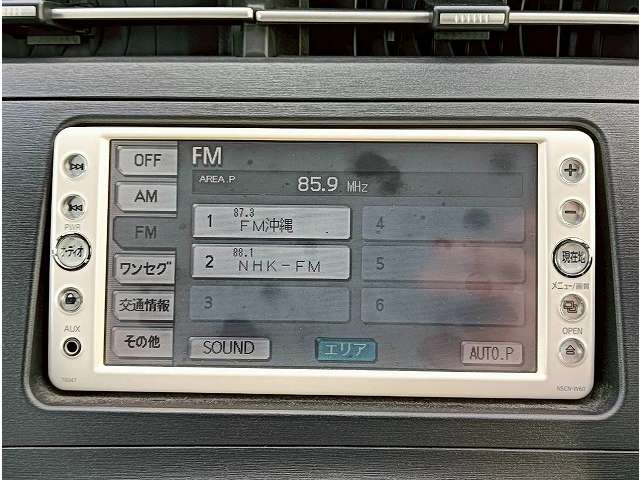 OFF
AM
FM
ワンセグ
交通情報
その他
FM
AREA.P 85.9 MHz
1 87.3 FM沖縄
2 88.1 NHK-FM
3
4
5
6
SOUND
エリア
AUTO.P
PWR
オーディオ
AUX
現在地
メニュー/画質
OPEN
NSCN-W60